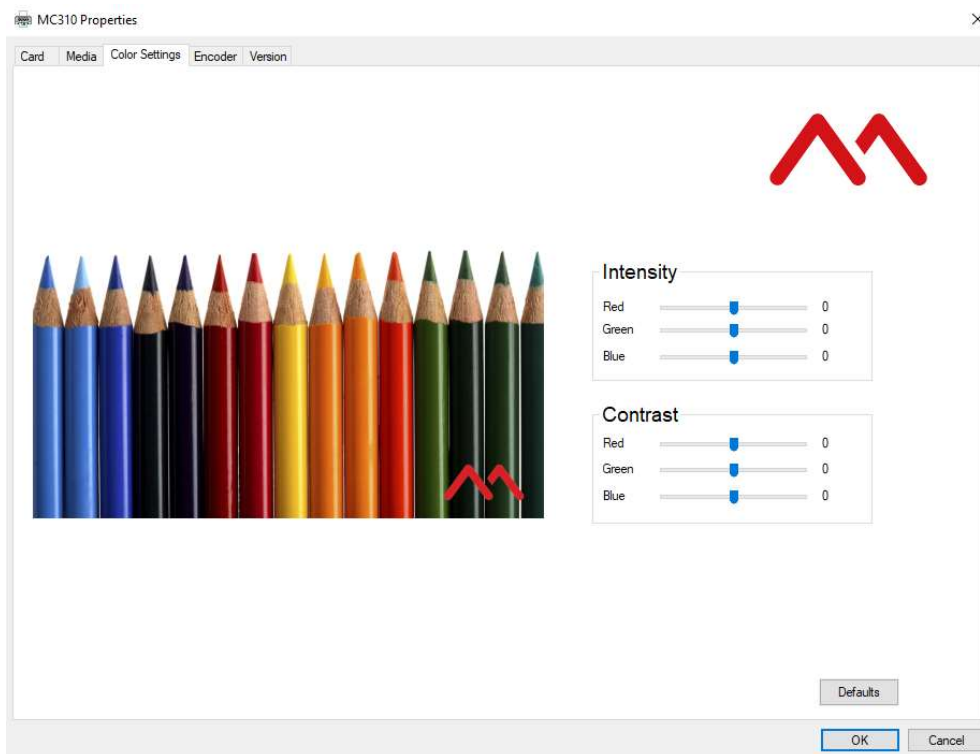 MC310 Properties
Card Media Color Settings Encoder Version
Intensity
Red 0
Green 0
Blue 0
Contrast
Red 0
Green 0
Blue 0
Defaults
OK Cancel